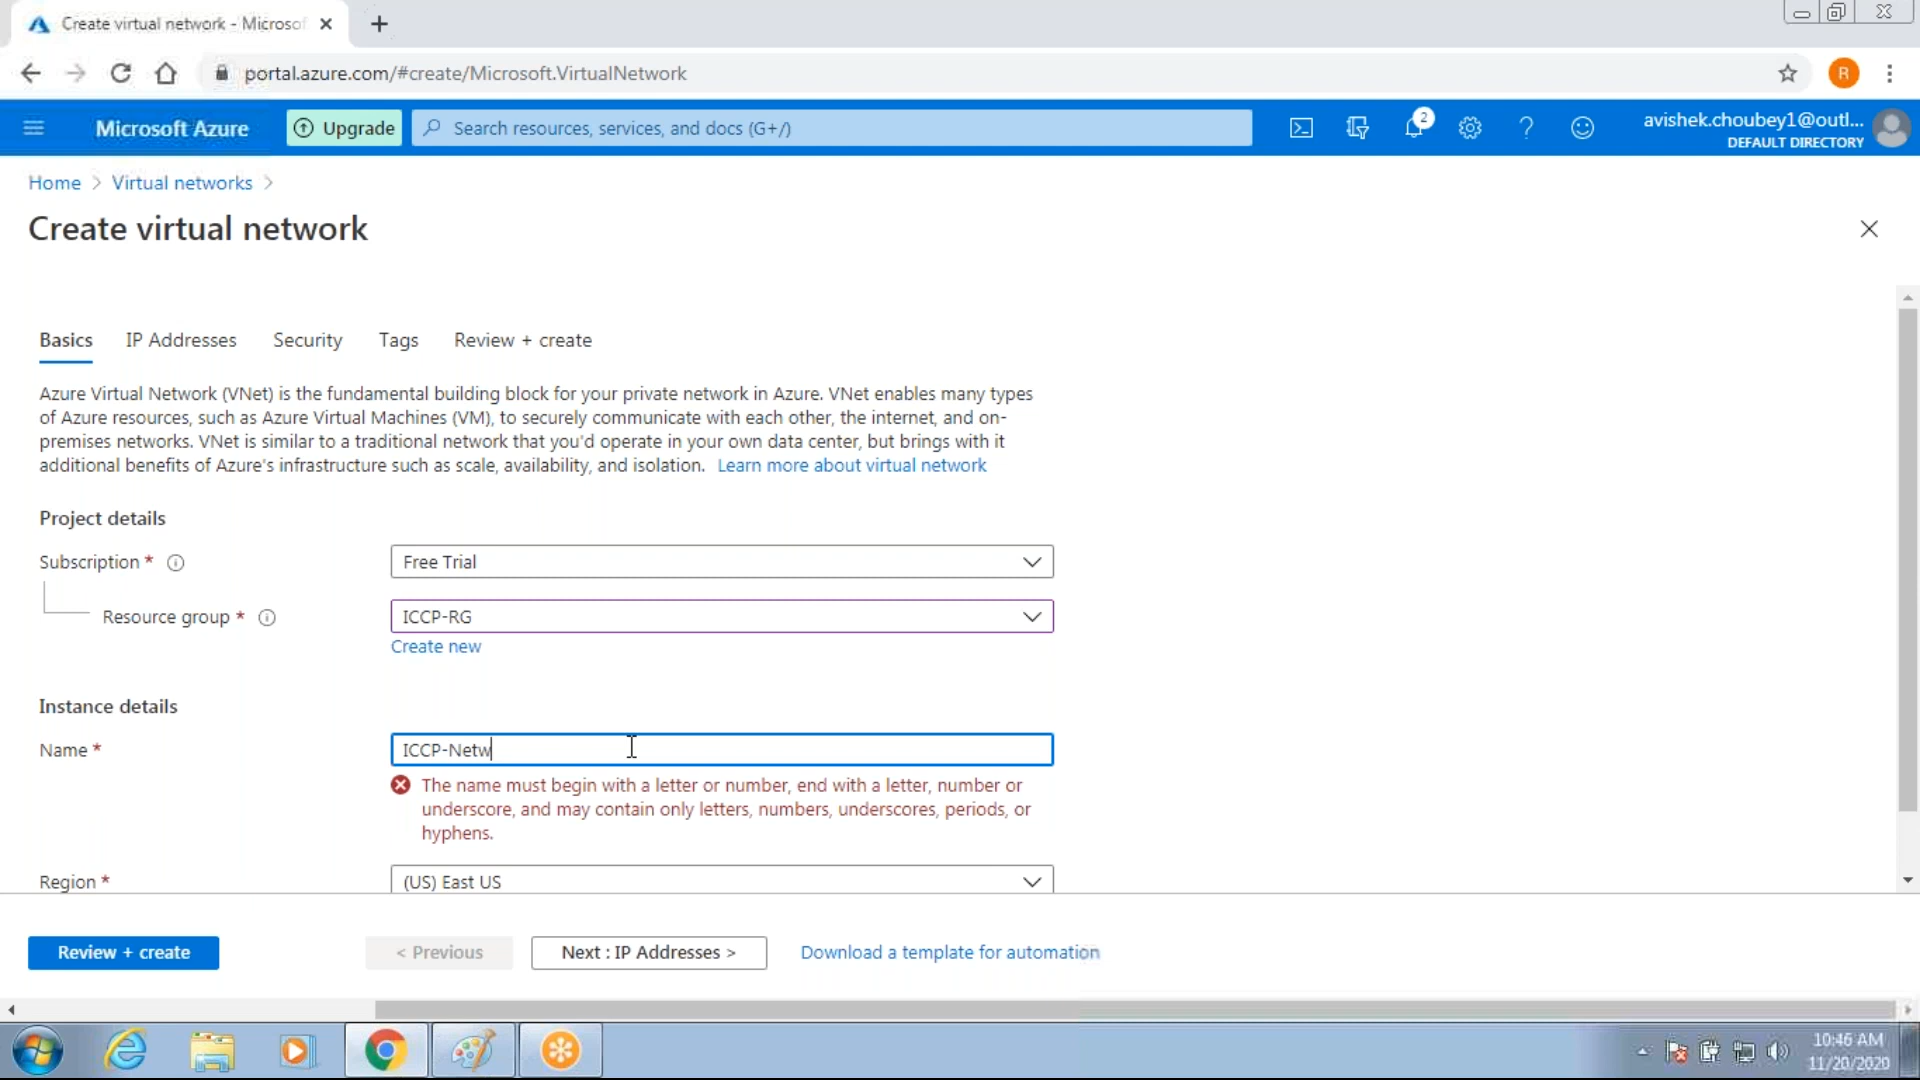 Create virtual network - Microsof
portal.azure.com/#create/Microsoft.VirtualNetwork
R
Microsoft Azure
Upgrade
Search resources, services, and docs (G+/)
2
avishek.choubey1@outl...
DEFAULT DIRECTORY
Home > Virtual networks >
Create virtual network
Basics IP Addresses Security Tags Review + create
Azure Virtual Network (VNet) is the fundamental building block for your private network in Azure. VNet enables many types
of Azure resources, such as Azure Virtual Machines (VM), to securely communicate with each other, the internet, and on-
premises networks. VNet is similar to a traditional network that you'd operate in your own data center, but brings with it
additional benefits of Azure's infrastructure such as scale, availability, and isolation. Learn more about virtual network
Project details
Subscription * Free Trial
Resource group * ICCP-RG
Create new
Instance details
Name * ICCP-Netw
The name must begin with a letter or number, end with a letter, number or
underscore, and may contain only letters, numbers, underscores, periods, or
hyphens.
Region * (US) East US
Review + create < Previous Next : IP Addresses > Download a template for automation
10:46 AM
11/20/2020